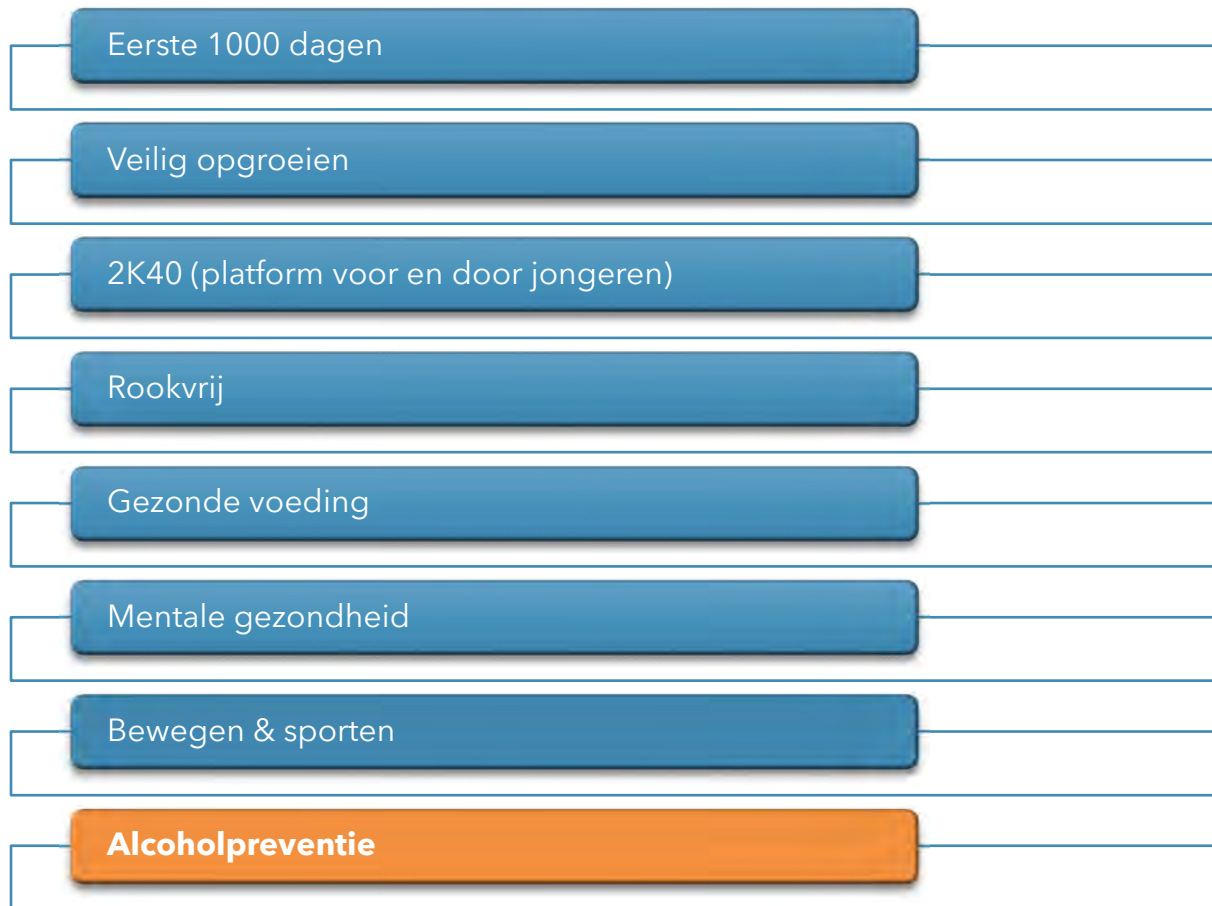 Eerste 1000 dagen
Veilig opgroeien
2K40 (platform voor en door jongeren)
Rookvrij
Gezonde voeding
Mentale gezondheid
Bewegen & sporten
Alcoholpreventie